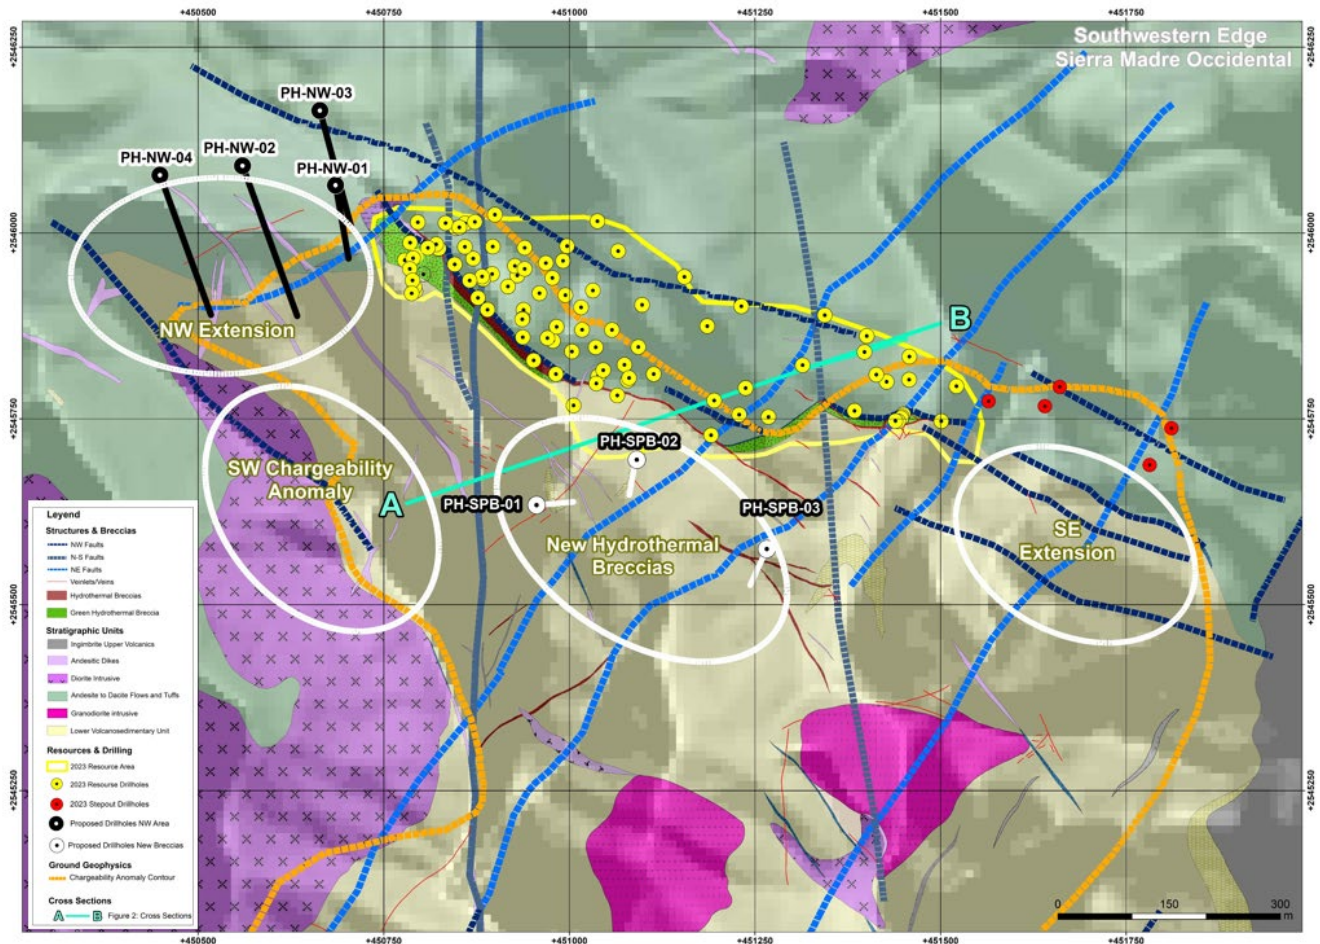 +450500
+450750
+451000
+451250
+451500
+451750
+2546250
+2546250
Southwestern Edge
Sierra Madre Occidental
PH-NW-03
PH-NW-02
PH-NW-04
PH-NW-01
+2546000
+2546000
NW Extension
B
+2545750
+2545750
SW Chargeability
Anomaly
A
PH-SPB-02
PH-SPB-01
PH-SPB-03
New Hydrothermal
Breccias
SE
Extension
+2545500
+2545500
Leyend
Structures & Breccias
NW Faults
N-S Faults
NE Faults
Veinlets/Veins
Hydrothermal Breccias
Green Hydrothermal Breccia
Stratigraphic Units
Ingimbrite Upper Volcanics
Andesitic Dikes
Diorite Intrusive
Andesite to Dacite Flows and Tuffs
Granodiorite intrusive
Lower Volcanosedimentary Unit
Resources & Drilling
2023 Resource Area
2023 Resourse Drillholes
2023 Stepout Drillholes
Proposed Drillholes NW Area
Proposed Drillholes New Breccias
Ground Geophysics
Chargeability Anomaly Contour
Cross Sections
A B Figure 2: Cross Sections
+2545250
+2545250
0 150 300
m
+450500
+450750
+451000
+451250
+451500
+451750